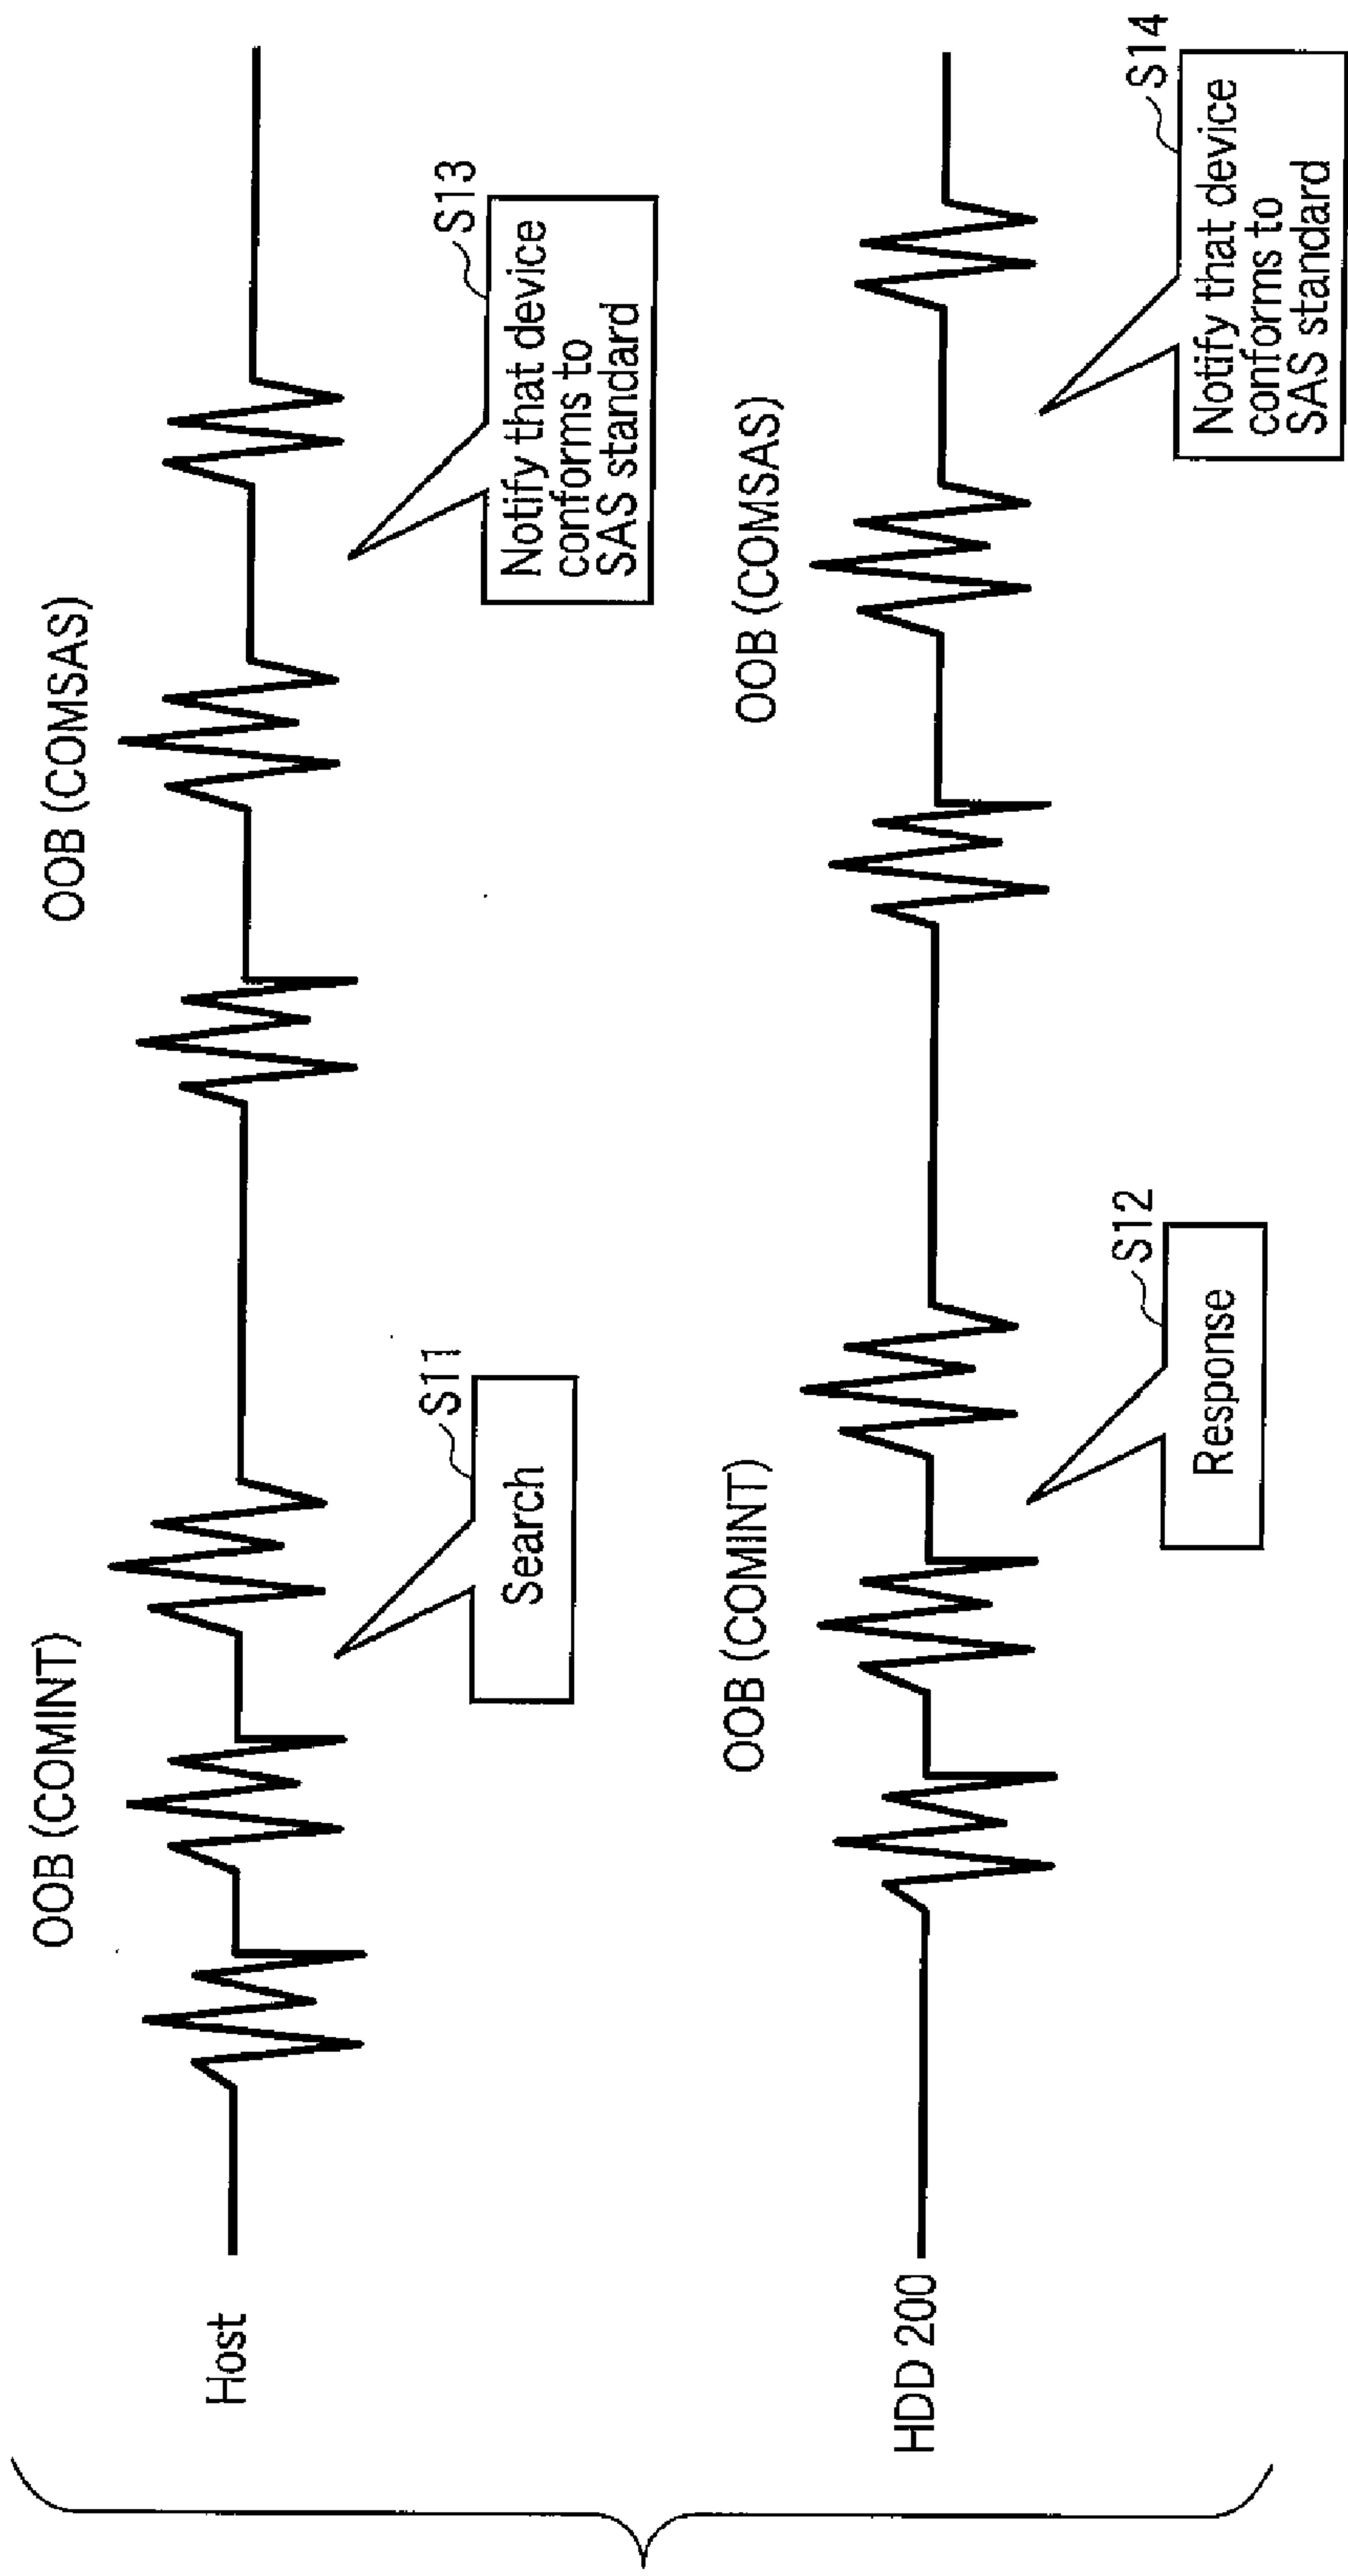 Host
OOB (COMINT)
S11
Search
OOB (COMSAS)
S13
Notify that device
conforms to
SAS standard
HDD 200
OOB (COMINT)
S12
Response
OOB (COMSAS)
S14
Notify that device
conforms to
SAS standard